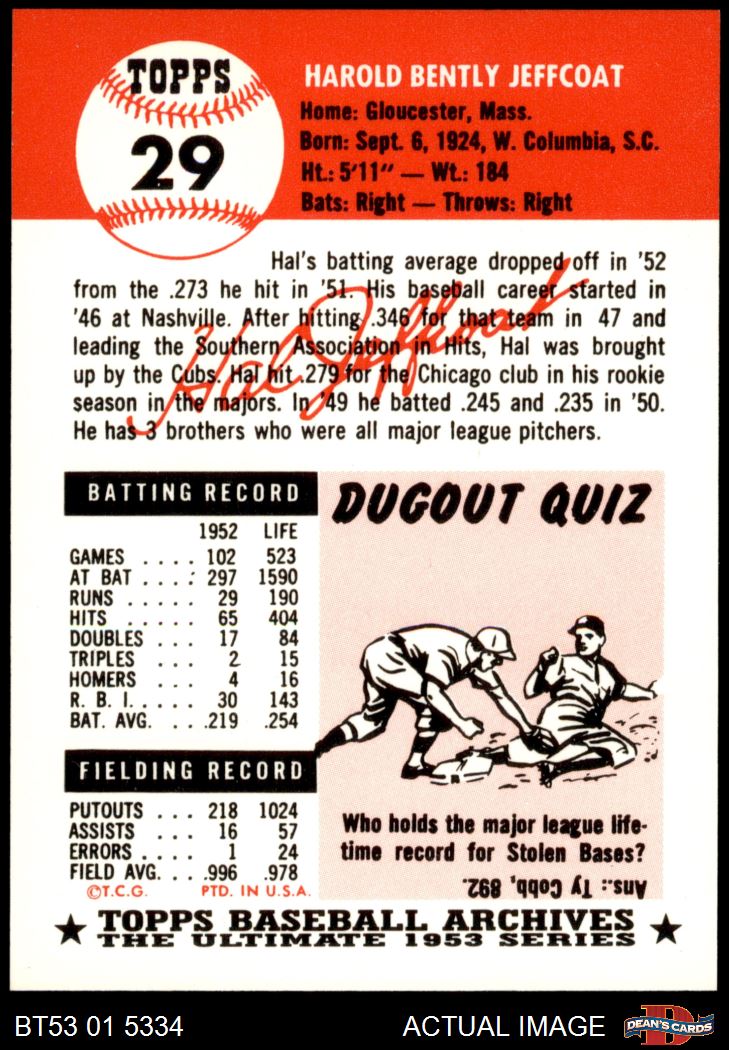 TOPPS
29
HAROLD BENTLY JEFFCOAT
Home: Gloucester, Mass.
Born: Sept. 6, 1924, W. Columbia, S.C.
Ht.: 5'11" — Wt.: 184
Bats: Right — Throws: Right
Hal's batting average dropped off in '52
from the .273 he hit in '51. His baseball career started in
'46 at Nashville. After hitting .346 for that team in 47 and
leading the Southern Association in Hits, Hal was brought
up by the Cubs. Hal hit .279 for the Chicago club in his rookie
season in the majors. In '49 he batted .245 and .235 in '50.
He has 3 brothers who were all major league pitchers.
Hal Jeffcoat
BATTING RECORD
1952 LIFE
GAMES .... 102 523
AT BAT ....: 297 1590
RUNS ..... 29 190
HITS ..... 65 404
DOUBLES ... 17 84
TRIPLES ... 2 15
HOMERS ... 4 16
R. B. I. .... 30 143
BAT. AVG. ... .219 .254
FIELDING RECORD
PUTOUTS ... 218 1024
ASSISTS ... 16 57
ERRORS ... 1 24
FIELD AVG. ... .996 .978
©T.C.G. PTD. IN U.S.A.
DUGOUT QUIZ
Who holds the major league life-
time record for Stolen Bases?
Ans.: Ty Cobb, 892.
★ TOPPS BASEBALL ARCHIVES ★
THE ULTIMATE 1953 SERIES
BT53 01 5334
ACTUAL IMAGE
D
DEAN'S CARDS